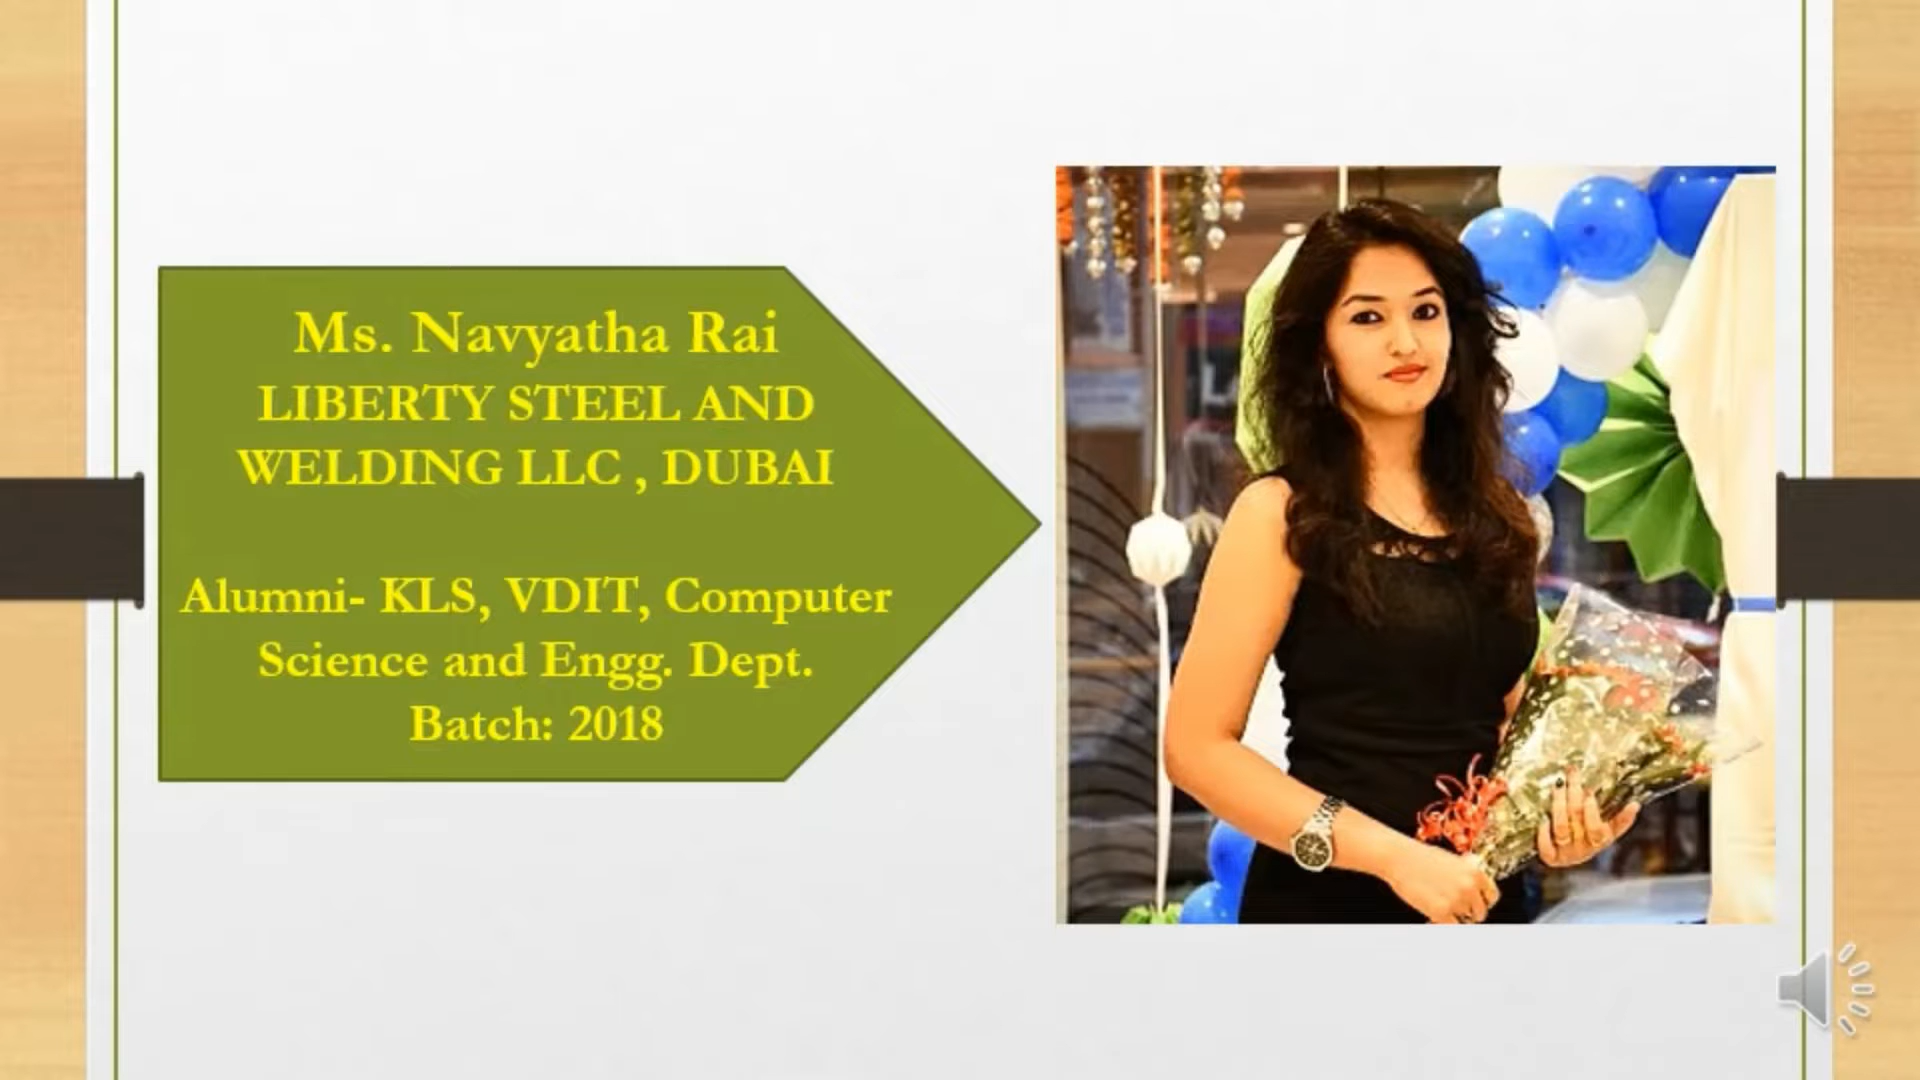 Ms. Navyatha Rai
LIBERTY STEEL AND
WELDING LLC , DUBAI
Alumni- KLS, VDIT, Computer
Science and Engg. Dept.
Batch: 2018